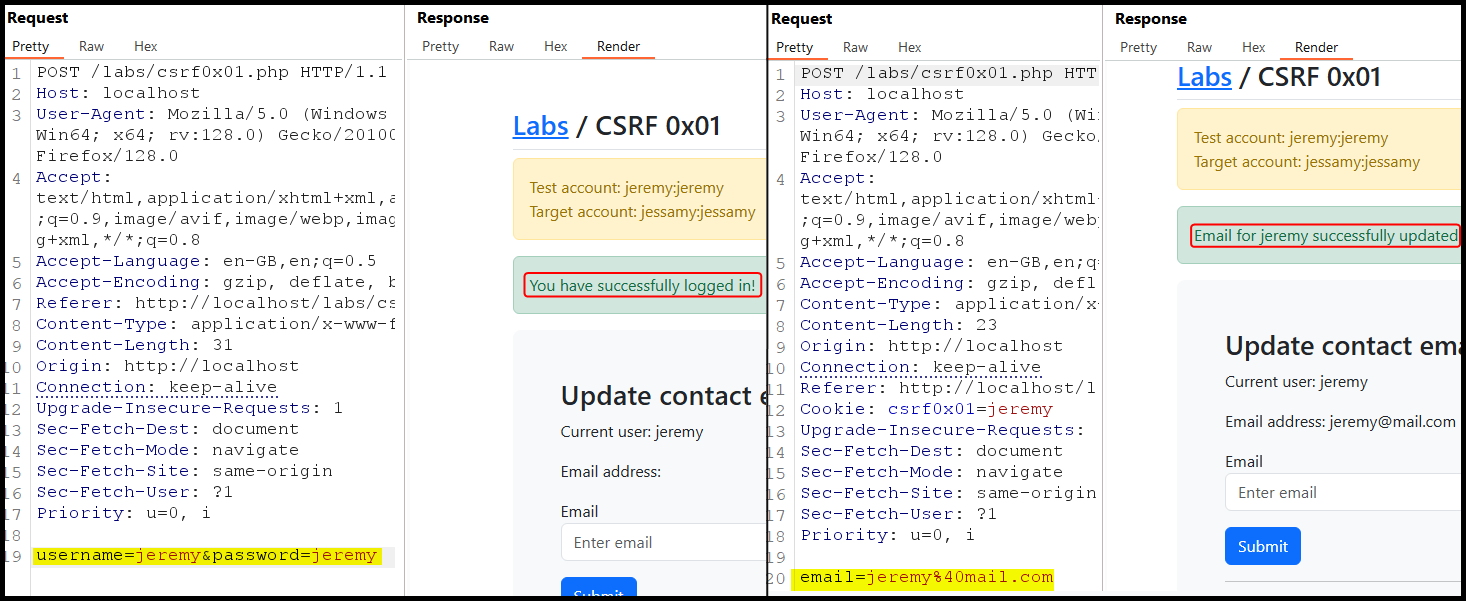 Request
Pretty Raw Hex
1 POST /labs/csrf0x01.php HTTP/1.1
2 Host: localhost
3 User-Agent: Mozilla/5.0 (Windows
Win64; x64; rv:128.0) Gecko/2010
Firefox/128.0
4 Accept:
text/html,application/xhtml+xml,a
;q=0.9,image/avif,image/webp,imag
g+xml,*/*;q=0.8
5 Accept-Language: en-GB,en;q=0.5
6 Accept-Encoding: gzip, deflate, b
7 Referer: http://localhost/labs/cs
8 Content-Type: application/x-www-f
9 Content-Length: 31
10 Origin: http://localhost
11 Connection: keep-alive
12 Upgrade-Insecure-Requests: 1
13 Sec-Fetch-Dest: document
14 Sec-Fetch-Mode: navigate
15 Sec-Fetch-Site: same-origin
16 Sec-Fetch-User: ?1
17 Priority: u=0, i
18
19 username=jeremy&password=jeremy
Response
Pretty Raw Hex Render
Labs / CSRF 0x01
Test account: jeremy:jeremy
Target account: jessamy:jessamy
You have successfully logged in!
Update contact e
Current user: jeremy
Email address:
Email
Enter email
Submit
Request
Pretty Raw Hex
1 POST /labs/csrf0x01.php HTT
2 Host: localhost
3 User-Agent: Mozilla/5.0 (Wi
Win64; x64; rv:128.0) Gecko
Firefox/128.0
4 Accept:
text/html,application/xhtml
;q=0.9,image/avif,image/web
g+xml,*/*;q=0.8
5 Accept-Language: en-GB,en;q
6 Accept-Encoding: gzip, defl
7 Content-Type: application/x
8 Content-Length: 23
9 Origin: http://localhost
10 Connection: keep-alive
11 Referer: http://localhost/l
12 Cookie: csrf0x01=jeremy
13 Upgrade-Insecure-Requests:
14 Sec-Fetch-Dest: document
15 Sec-Fetch-Mode: navigate
16 Sec-Fetch-Site: same-origin
17 Sec-Fetch-User: ?1
18 Priority: u=0, i
19
20 email=jeremy%40mail.com
Response
Pretty Raw Hex Render
Labs / CSRF 0x01
Test account: jeremy:jeremy
Target account: jessamy:jessamy
Email for jeremy successfully updated
Update contact ema
Current user: jeremy
Email address: jeremy@mail.com
Email
Enter email
Submit